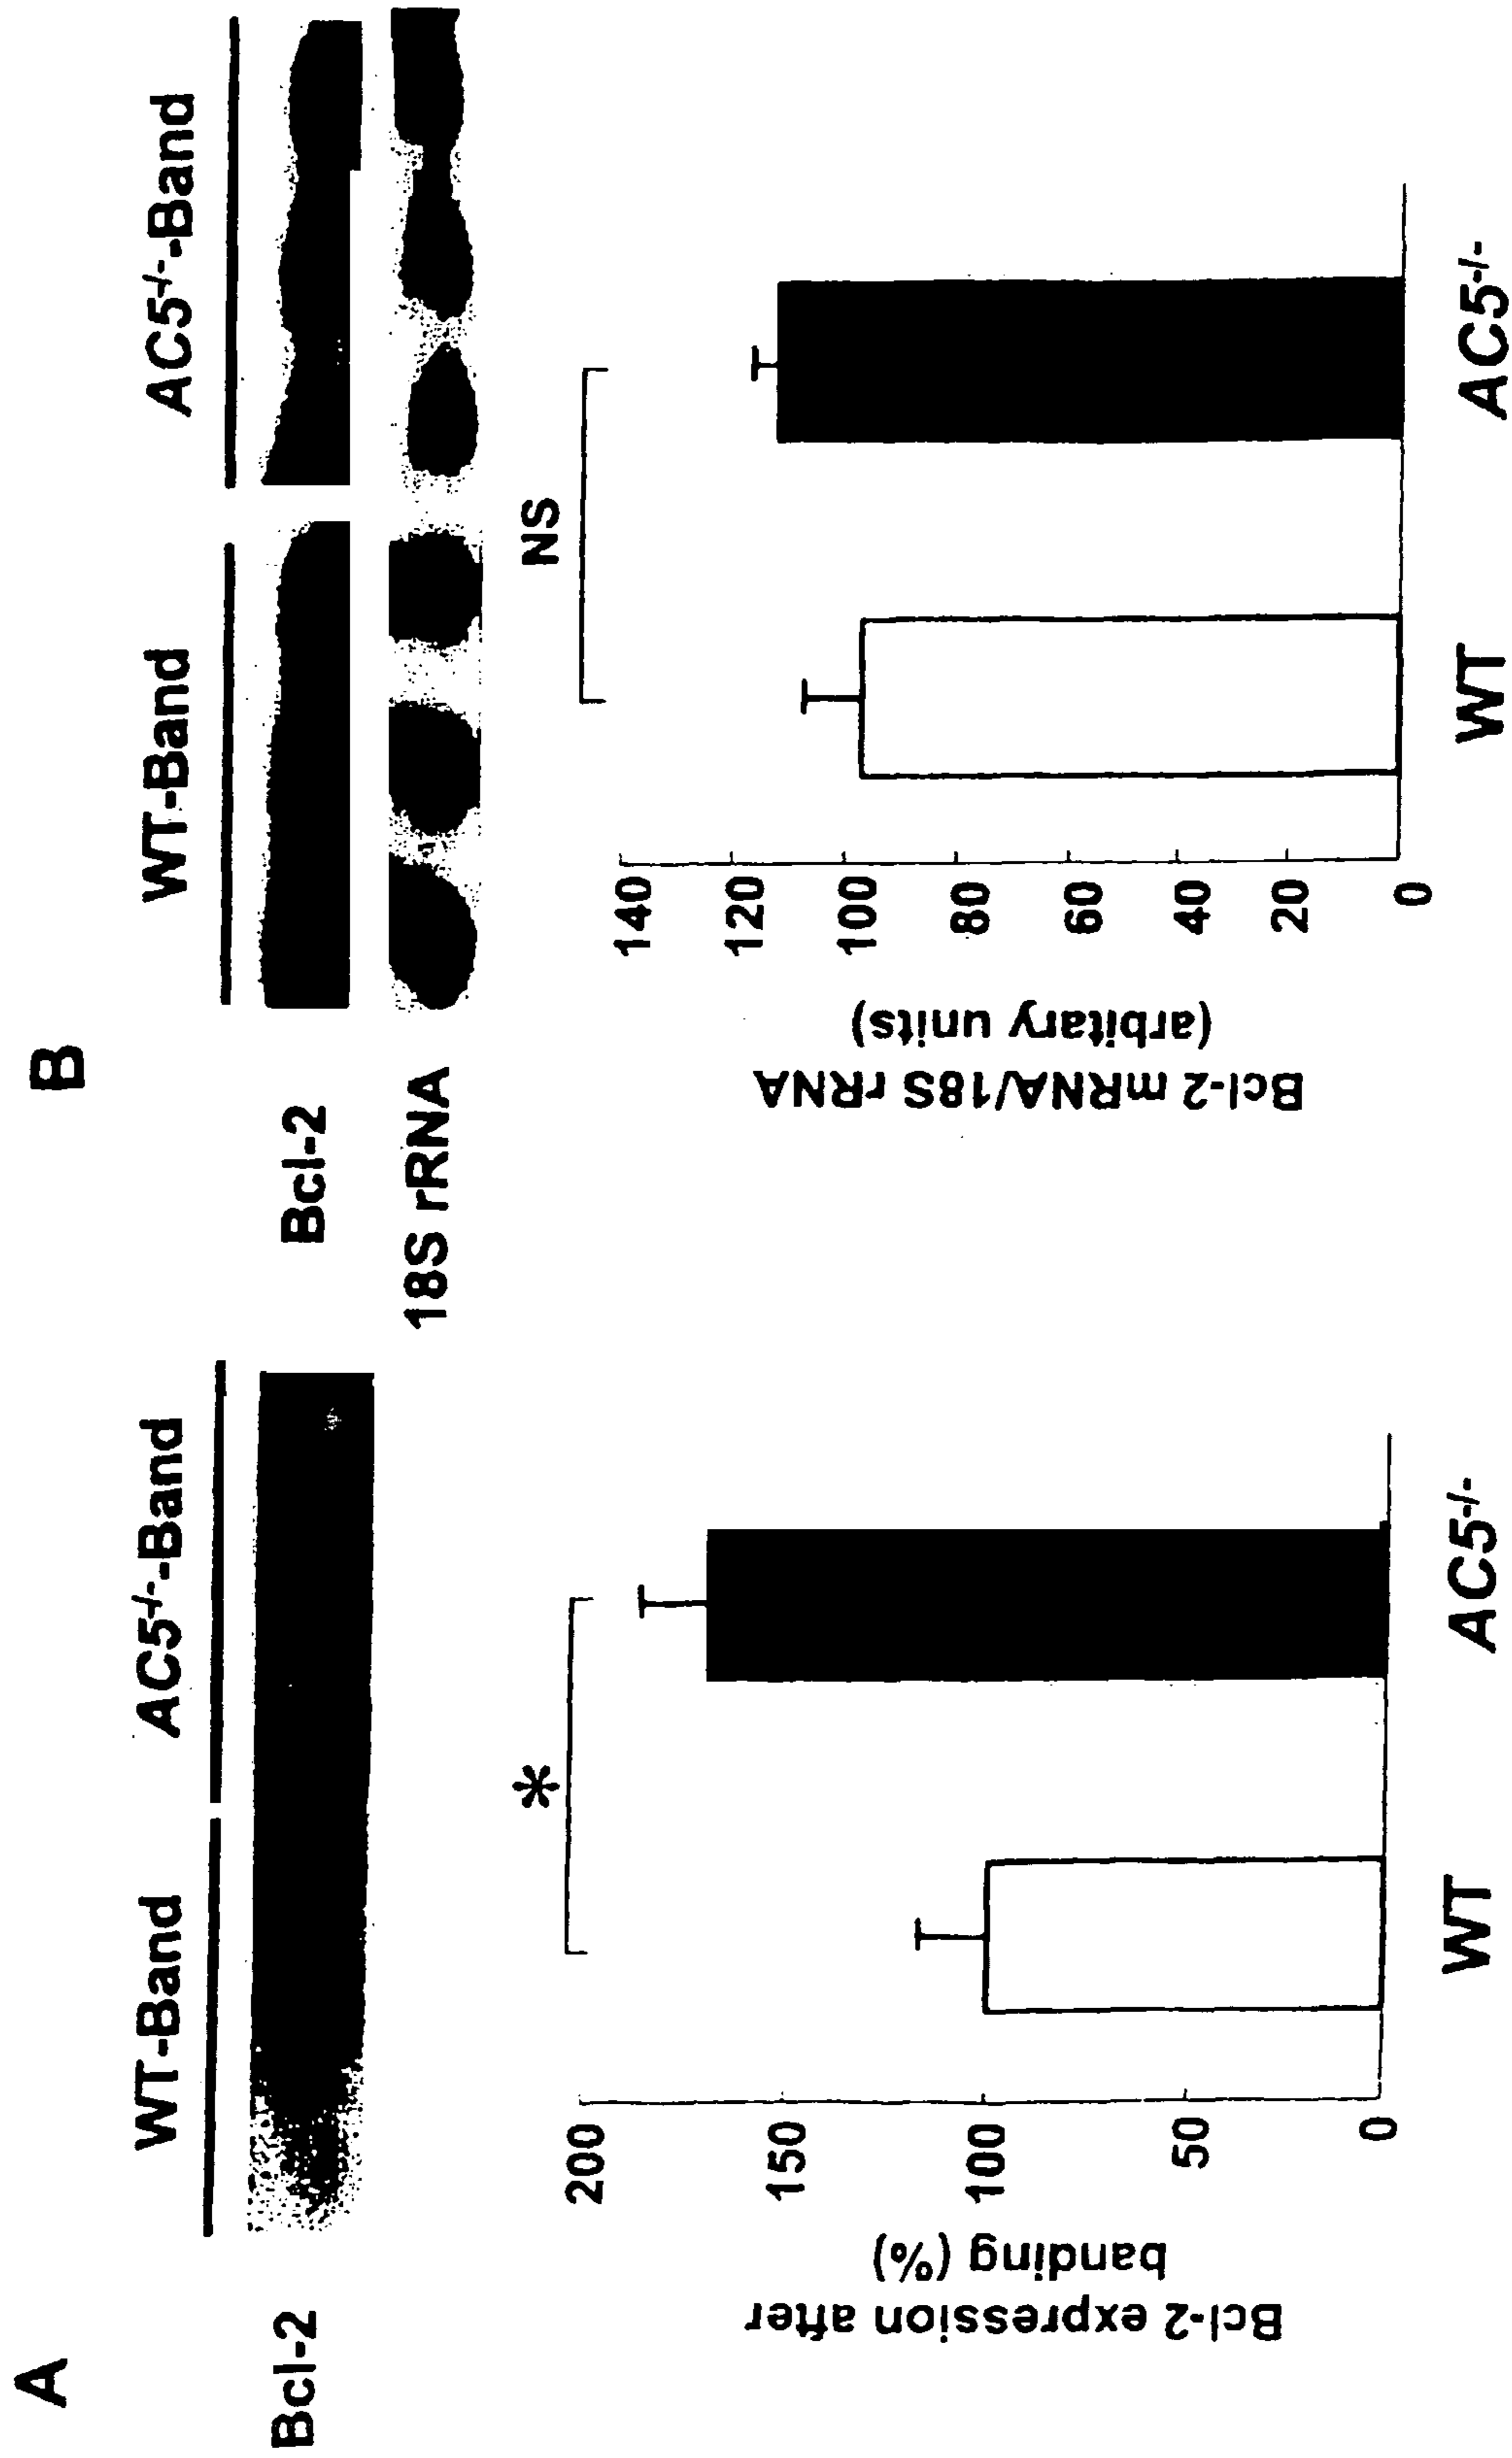 A
WT-Band AC5-/--Band
Bcl-2
*
Bcl-2 expression after
banding (%)
200
150
100
50
0
WT AC5-/-
B
WT-Band AC5-/--Band
Bcl-2
18S rRNA
NS
Bcl-2 mRNA/18S rRNA
(arbitary units)
140
120
100
80
60
40
20
0
WT AC5-/-